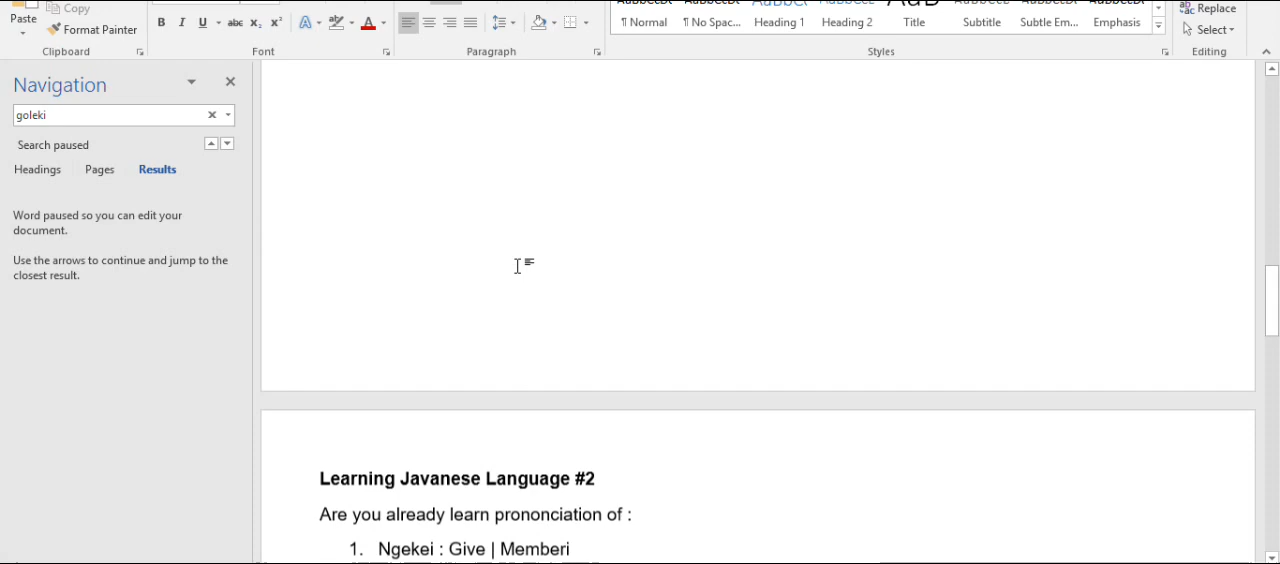 Paste
Copy
Format Painter
Clipboard
B I U abc X₂ X² A A
Font
Paragraph
¶ Normal ¶ No Spac... Heading 1 Heading 2 Title Subtitle Subtle Em... Emphasis
Styles
Replace
Select
Editing
Navigation
goleki
Search paused
Headings Pages Results
Word paused so you can edit your
document.
Use the arrows to continue and jump to the
closest result.
Learning Javanese Language #2
Are you already learn prononciation of :
1. Ngekei : Give | Memberi